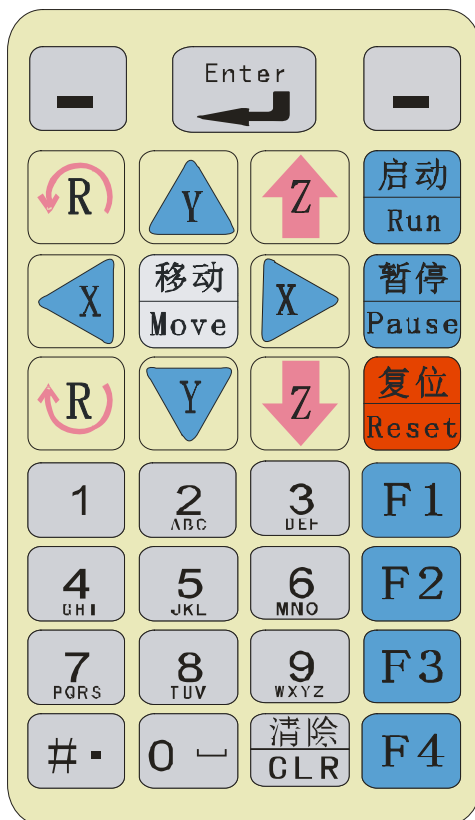 Enter
R Y Z 启动
Run
X 移动 X 暂停
Move Pause
R Y Z 复位
Reset
1 2 3 F1
ABC DEF
4 5 6 F2
GHI JKL MNO
7 8 9 F3
PQRS TUV WXYZ
#. 0 ⎵ 清除 F4
CLR